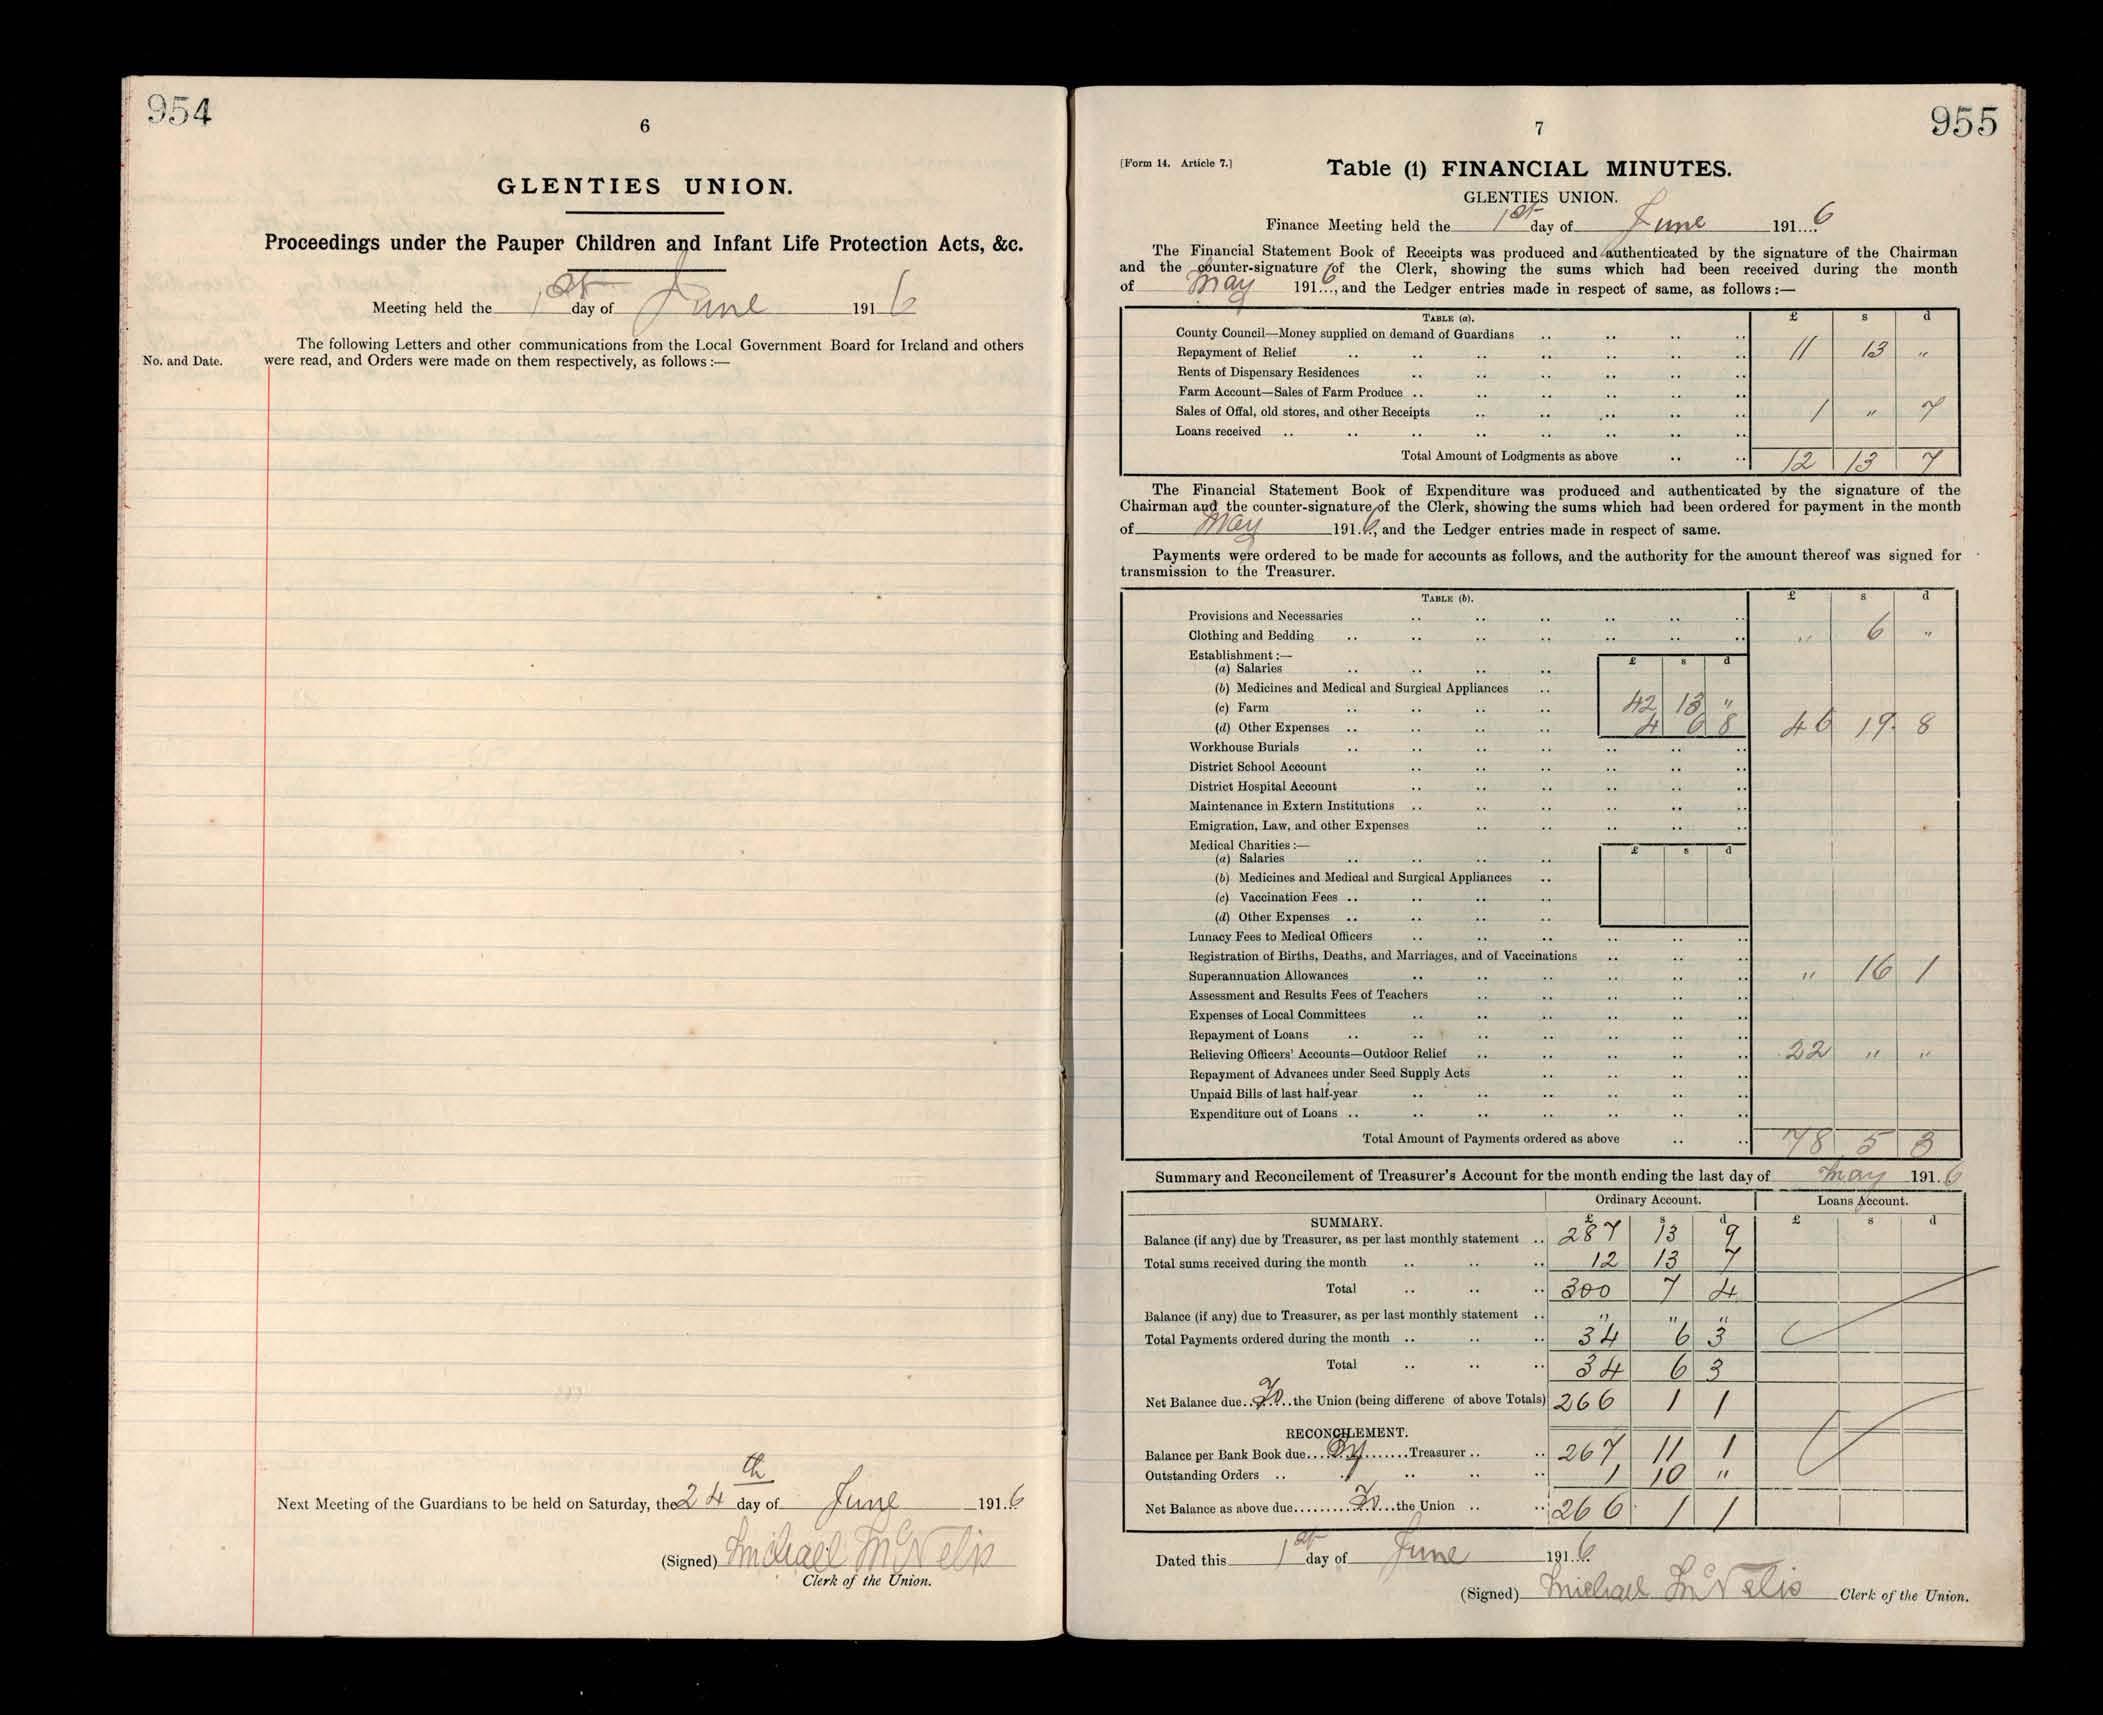 954
6
GLENTIES UNION.
Proceedings under the Pauper Children and Infant Life Protection Acts, &c.
Meeting held the 1st day of June 1916
The following Letters and other communications from the Local Government Board for Ireland and others
No. and Date. were read, and Orders were made on them respectively, as follows :—
Next Meeting of the Guardians to be held on Saturday, the 24th day of June 1916
(Signed) Michael McNelis
Clerk of the Union.
955
7
[Form 14. Article 7.] Table (1) FINANCIAL MINUTES.
GLENTIES UNION.
Finance Meeting held the 1st day of June 1916
The Financial Statement Book of Receipts was produced and authenticated by the signature of the Chairman
and the counter-signature of the Clerk, showing the sums which had been received during the month
of May 1916, and the Ledger entries made in respect of same, as follows :—
TABLE (a). £ s d
County Council—Money supplied on demand of Guardians
Repayment of Relief 11 13 "
Rents of Dispensary Residences
Farm Account—Sales of Farm Produce
Sales of Offal, old stores, and other Receipts 1 " 7
Loans received
Total Amount of Lodgments as above 12 13 7
The Financial Statement Book of Expenditure was produced and authenticated by the signature of the
Chairman and the counter-signature of the Clerk, showing the sums which had been ordered for payment in the month
of May 1916, and the Ledger entries made in respect of same.
Payments were ordered to be made for accounts as follows, and the authority for the amount thereof was signed for
transmission to the Treasurer.
TABLE (b). £ s d
Provisions and Necessaries
Clothing and Bedding " 6 "
Establishment :—
£ s d
(a) Salaries
(b) Medicines and Medical and Surgical Appliances
(c) Farm 42 13 "
(d) Other Expenses 4 6 8 46 19 8
Workhouse Burials
District School Account
District Hospital Account
Maintenance in Extern Institutions
Emigration, Law, and other Expenses
Medical Charities :—
£ s d
(a) Salaries
(b) Medicines and Medical and Surgical Appliances
(c) Vaccination Fees
(d) Other Expenses
Lunacy Fees to Medical Officers
Registration of Births, Deaths, and Marriages, and of Vaccinations
Superannuation Allowances " 16 1
Assessment and Results Fees of Teachers
Expenses of Local Committees
Repayment of Loans
Relieving Officers' Accounts—Outdoor Relief 22 " "
Repayment of Advances under Seed Supply Acts
Unpaid Bills of last half-year
Expenditure out of Loans
Total Amount of Payments ordered as above 78 5 3
Summary and Reconcilement of Treasurer's Account for the month ending the last day of May 1916
Ordinary Account. Loans Account.
SUMMARY. £ s d £ s d
Balance (if any) due by Treasurer, as per last monthly statement 287 13 9
Total sums received during the month 12 13 7
Total 300 7 4
Balance (if any) due to Treasurer, as per last monthly statement " " "
Total Payments ordered during the month 34 6 3
Total 34 6 3
Net Balance due To the Union (being differenc of above Totals) 266 1 1
RECONCILEMENT.
Balance per Bank Book due By Treasurer 267 11 1
Outstanding Orders 1 10 "
Net Balance as above due To the Union 266 1 1
Dated this 1st day of June 1916
(Signed) Michael McNelis Clerk of the Union.